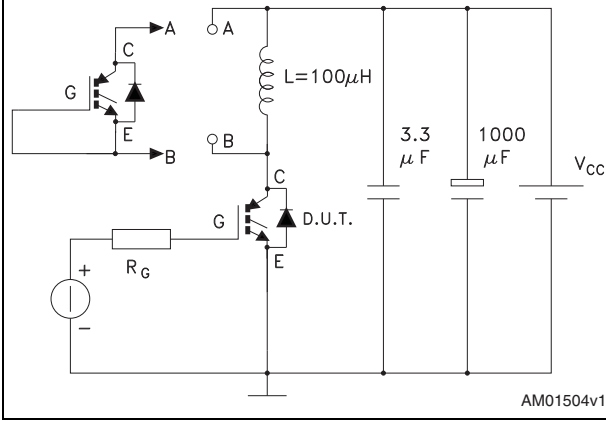 A
A
C
G
L=100μH
E
B
B
3.3
μF
1000
μF
VCC
C
G
D.U.T.
E
RG
+
−
AM01504v1